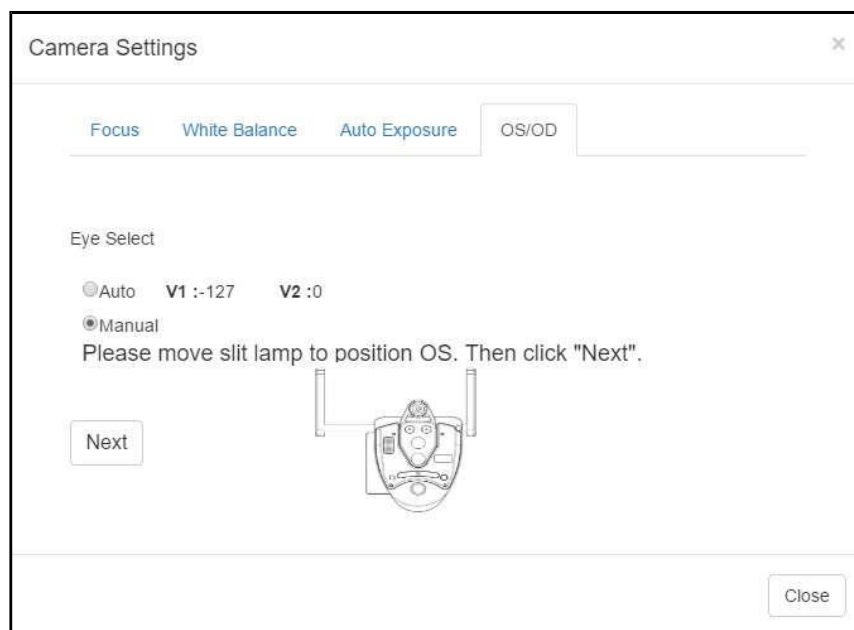 Camera Settings ×
Focus White Balance Auto Exposure OS/OD
Eye Select
Auto V1 :-127 V2 :0
Manual
Please move slit lamp to position OS. Then click "Next".
Next
Close